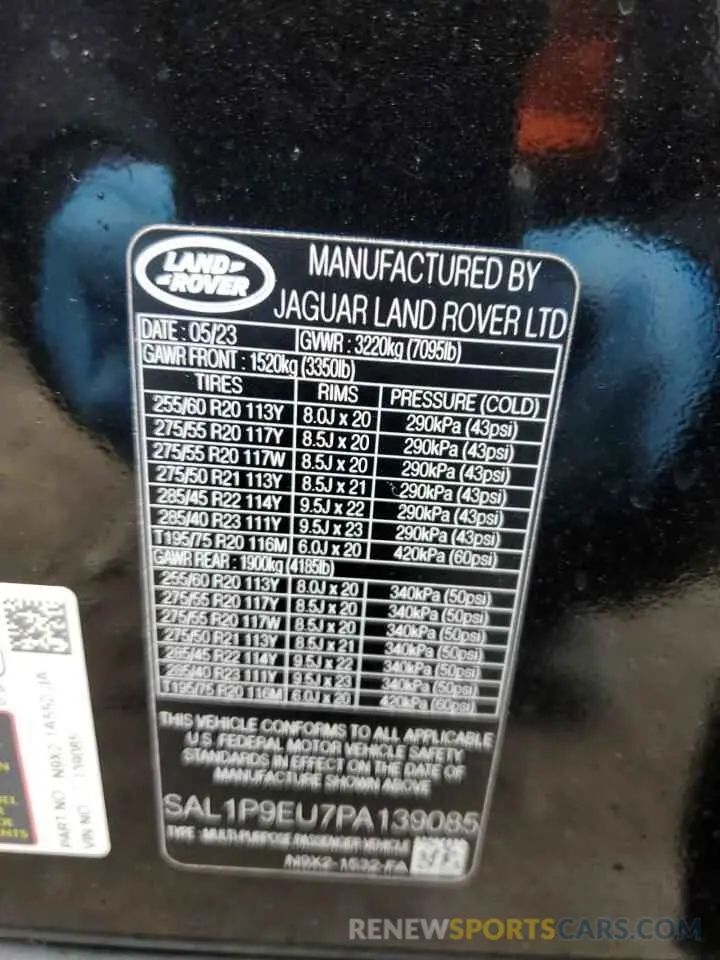 LAND ROVER
MANUFACTURED BY
JAGUAR LAND ROVER LTD
DATE : 05/23 GVWR : 3220kg (7095lb)
GAWR FRONT : 1520kg (3350lb)
TIRES RIMS PRESSURE (COLD)
255/60 R20 113Y 8.0J x 20 290kPa (43psi)
275/55 R20 117Y 8.5J x 20 290kPa (43psi)
275/55 R20 117W 8.5J x 20 290kPa (43psi)
275/50 R21 113Y 8.5J x 21 290kPa (43psi)
285/45 R22 114Y 9.5J x 22 290kPa (43psi)
285/40 R23 111Y 9.5J x 23 290kPa (43psi)
T195/75 R20 116M 6.0J x 20 420kPa (60psi)
GAWR REAR : 1900kg (4185lb)
255/60 R20 113Y 8.0J x 20 340kPa (50psi)
275/55 R20 117Y 8.5J x 20 340kPa (50psi)
275/55 R20 117W 8.5J x 20 340kPa (50psi)
275/50 R21 113Y 8.5J x 21 340kPa (50psi)
285/45 R22 114Y 9.5J x 22 340kPa (50psi)
285/40 R23 111Y 9.5J x 23 340kPa (50psi)
T195/75 R20 116M 6.0J x 20 420kPa (60psi)
THIS VEHICLE CONFORMS TO ALL APPLICABLE
U.S. FEDERAL MOTOR VEHICLE SAFETY
STANDARDS IN EFFECT ON THE DATE OF
MANUFACTURE SHOWN ABOVE
SAL1P9EU7PA139085
TYPE : MULTI-PURPOSE PASSENGER VEHICLE
N9X2-1532-FA
PART NO.
VIN NO.
RENEWSPORTSCARS.COM